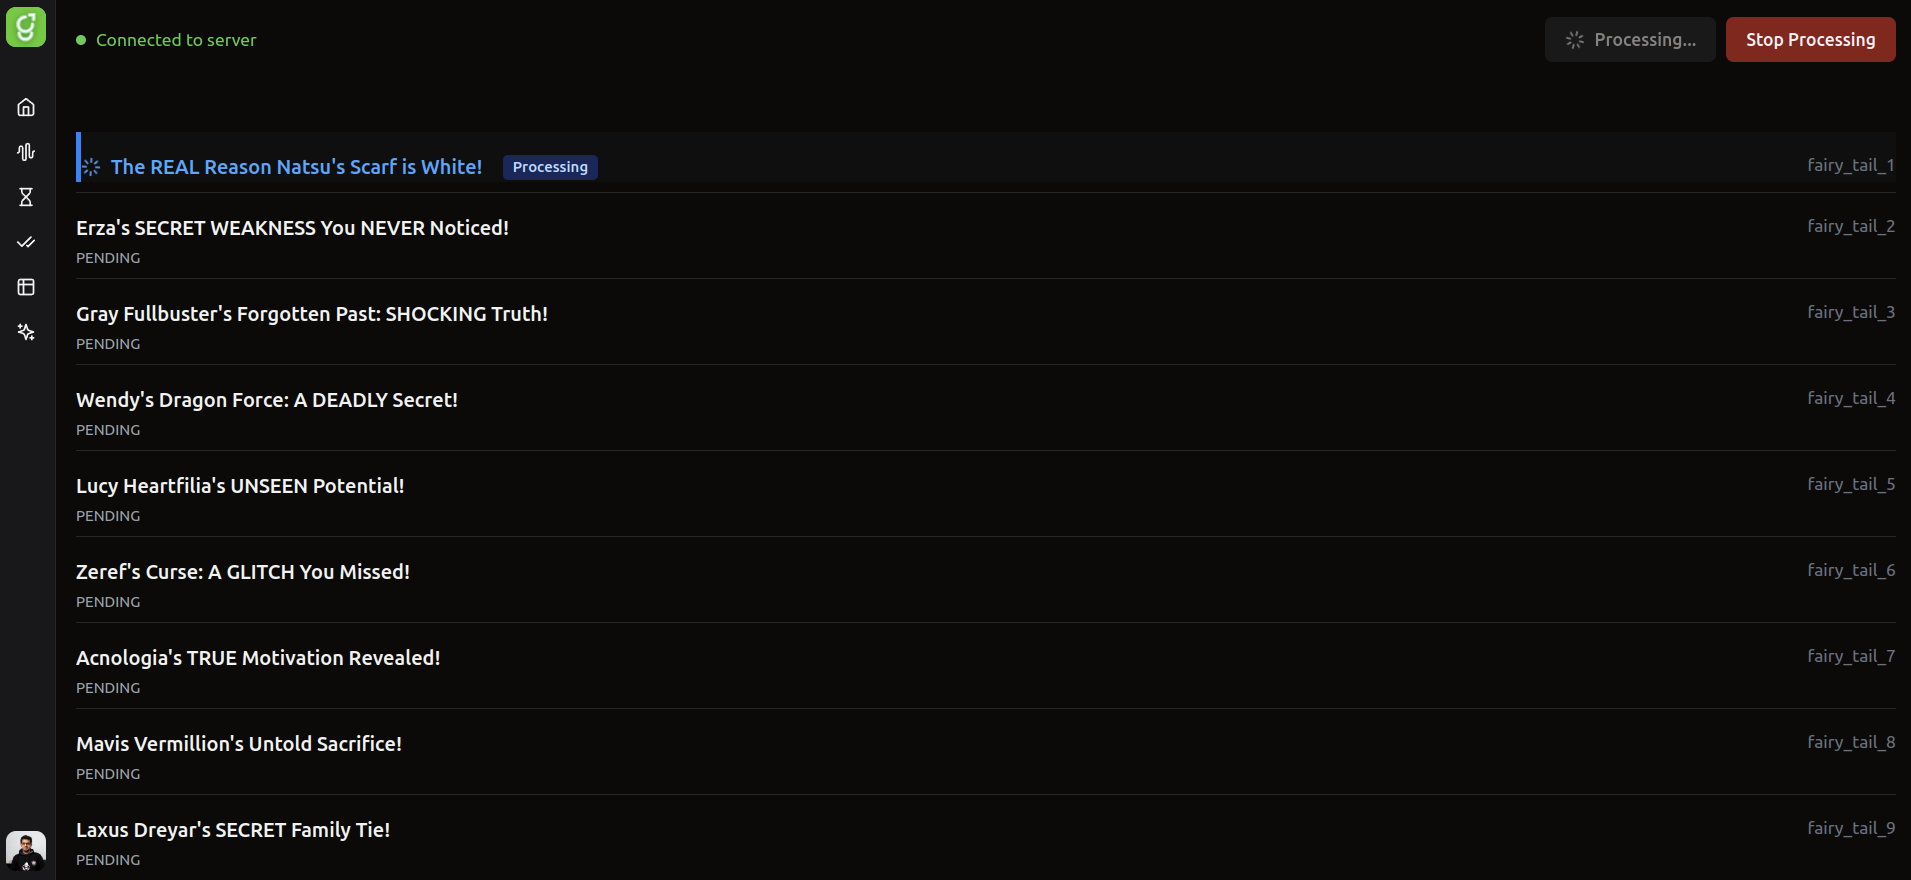 Connected to server
Processing...
Stop Processing
The REAL Reason Natsu's Scarf is White!
Processing
fairy_tail_1
Erza's SECRET WEAKNESS You NEVER Noticed!
fairy_tail_2
PENDING
Gray Fullbuster's Forgotten Past: SHOCKING Truth!
fairy_tail_3
PENDING
Wendy's Dragon Force: A DEADLY Secret!
fairy_tail_4
PENDING
Lucy Heartfilia's UNSEEN Potential!
fairy_tail_5
PENDING
Zeref's Curse: A GLITCH You Missed!
fairy_tail_6
PENDING
Acnologia's TRUE Motivation Revealed!
fairy_tail_7
PENDING
Mavis Vermillion's Untold Sacrifice!
fairy_tail_8
PENDING
Laxus Dreyar's SECRET Family Tie!
fairy_tail_9
PENDING